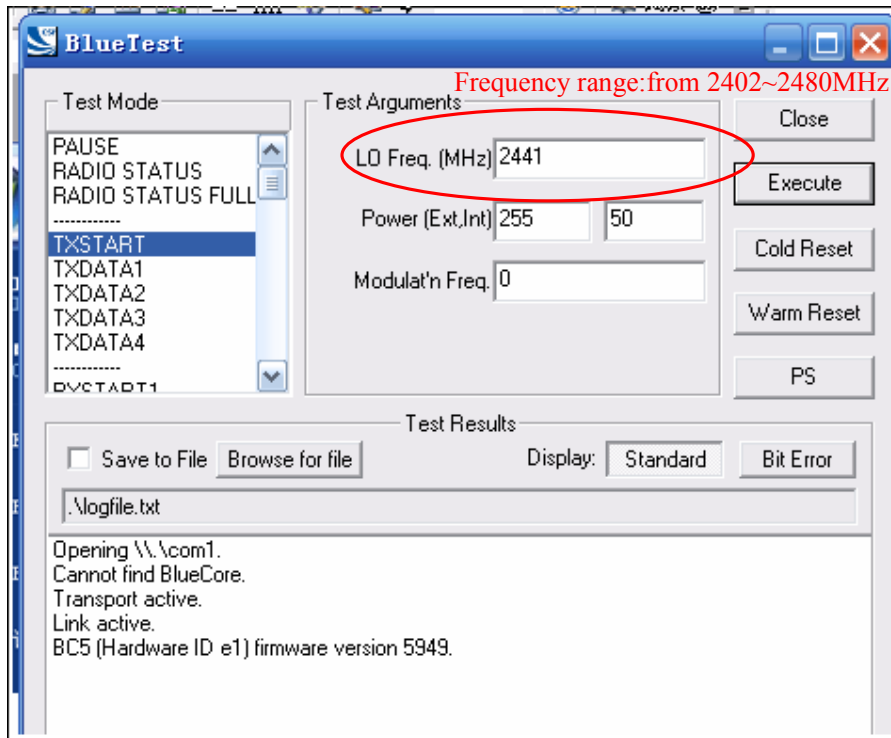 BlueTest
Frequency range:from 2402~2480MHz
Test Mode
PAUSE
RADIO STATUS
RADIO STATUS FULL
------------
TXSTART
TXDATA1
TXDATA2
TXDATA3
TXDATA4
------------
RXSTART1
Test Arguments
LO Freq. (MHz) 2441
Power (Ext,Int) 255 50
Modulat'n Freq. 0
Close
Execute
Cold Reset
Warm Reset
PS
Test Results
Save to File Browse for file Display: Standard Bit Error
.\logfile.txt
Opening \\.\com1.
Cannot find BlueCore.
Transport active.
Link active.
BC5 (Hardware ID e1) firmware version 5949.